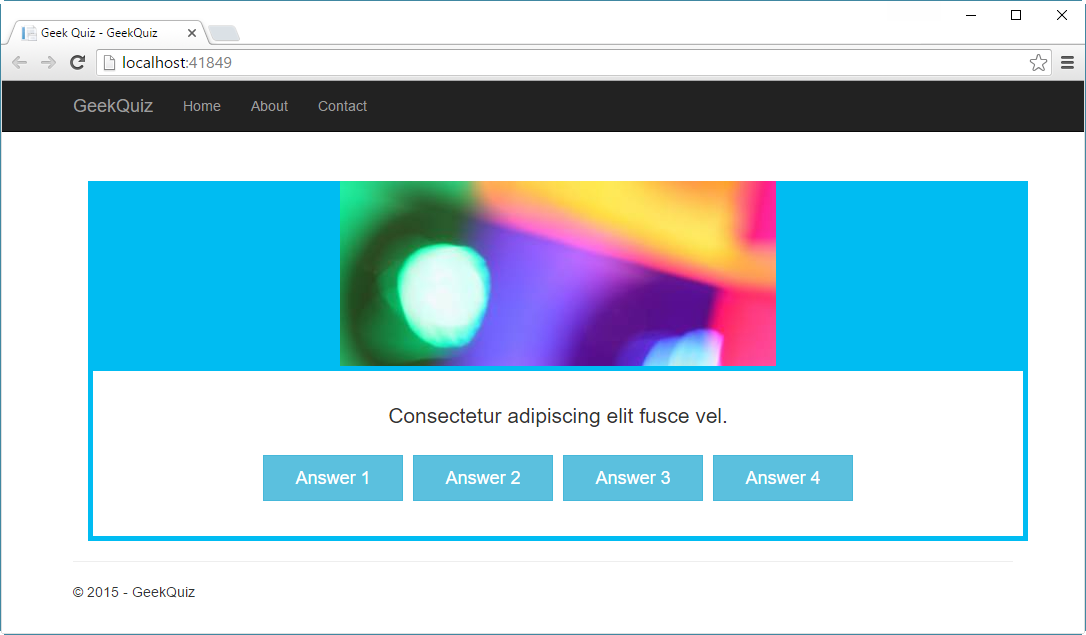 Geek Quiz - GeekQuiz
localhost:41849
GeekQuiz Home About Contact
Consectetur adipiscing elit fusce vel.
Answer 1 Answer 2 Answer 3 Answer 4
© 2015 - GeekQuiz